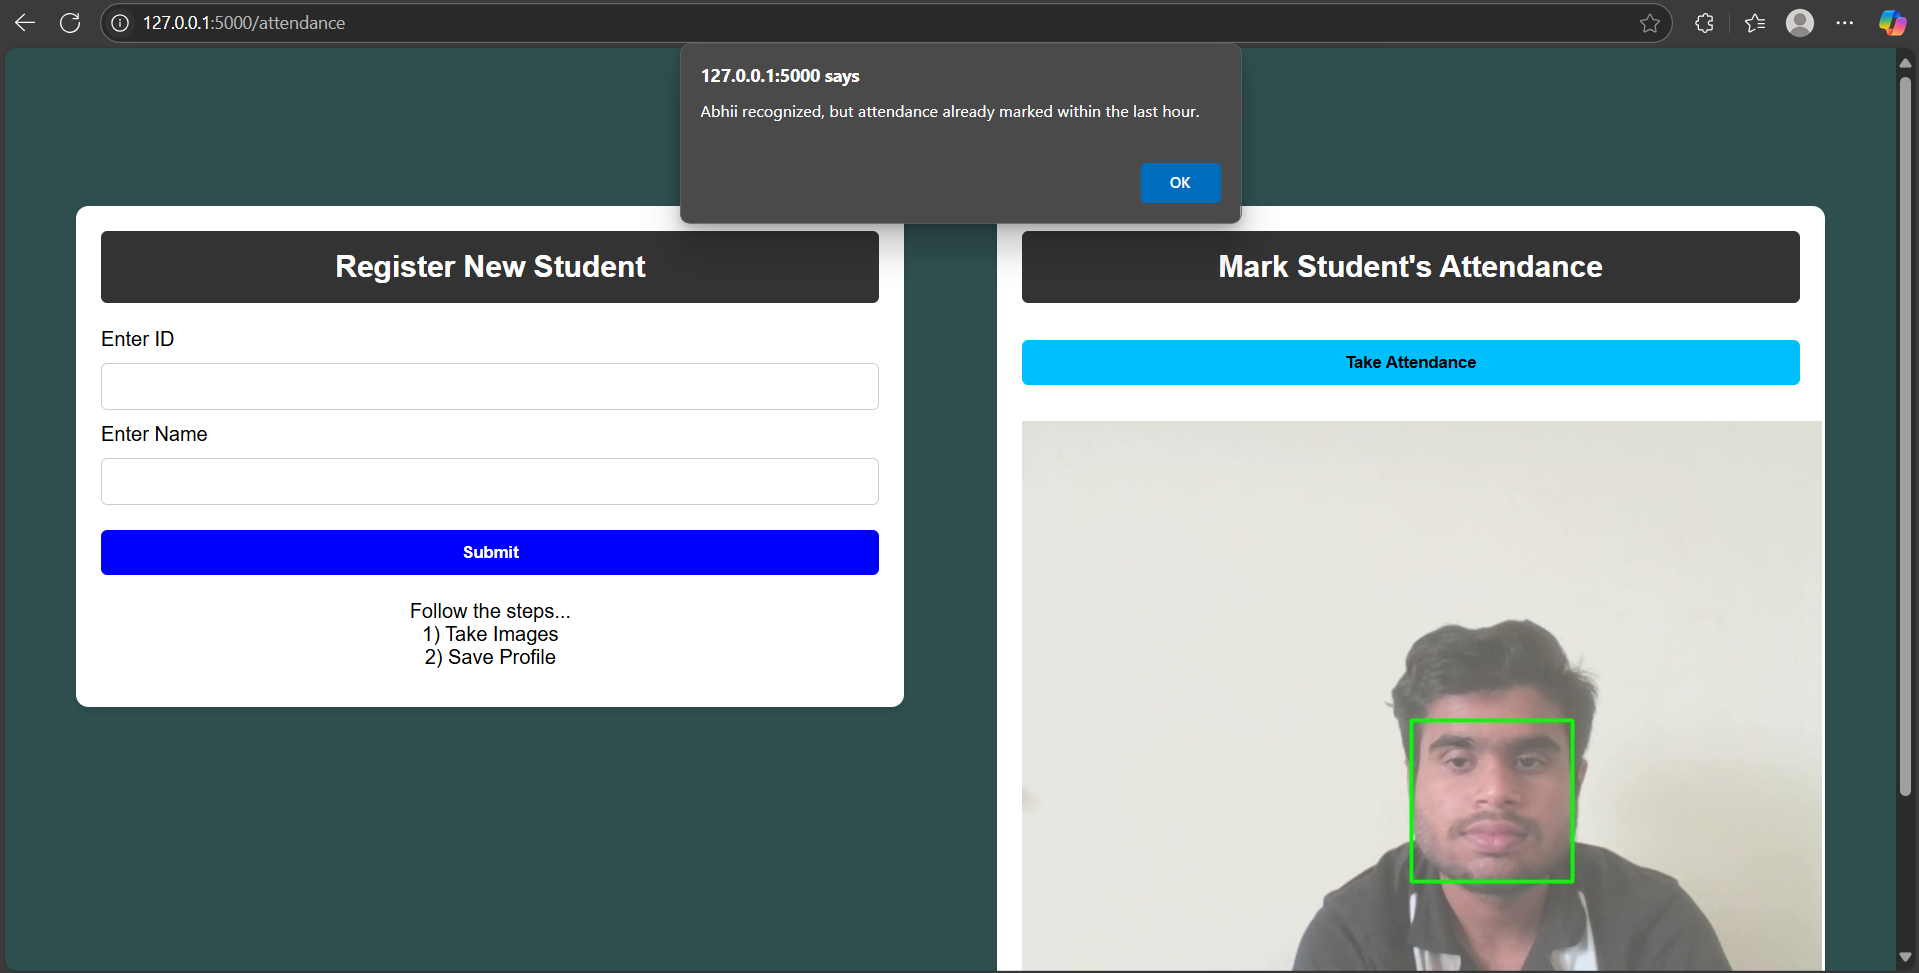 127.0.0.1:5000/attendance
127.0.0.1:5000 says
Abhii recognized, but attendance already marked within the last hour.
OK
Register New Student
Enter ID
Enter Name
Submit
Follow the steps...
1) Take Images
2) Save Profile
Mark Student's Attendance
Take Attendance